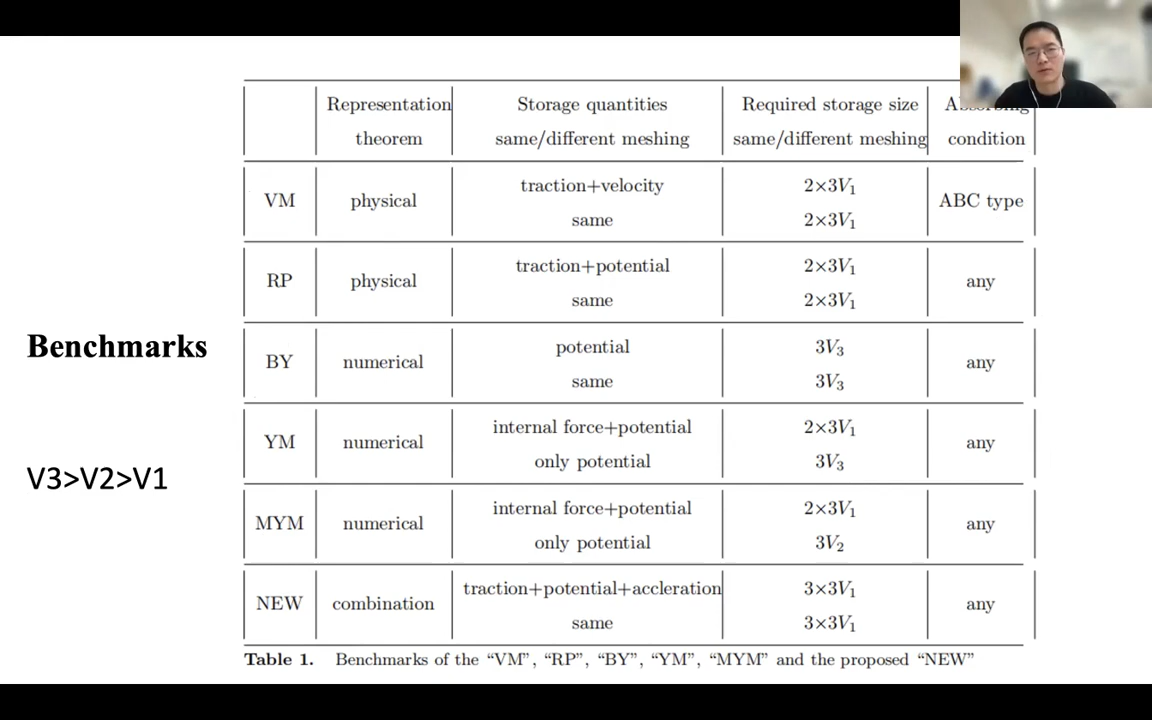 Representation Storage quantities Required storage size
theorem same/different meshing same/different meshing condition
VM physical traction+velocity 2×3V₁ ABC type
same 2×3V₁
RP physical traction+potential 2×3V₁ any
same 2×3V₁
Benchmarks
BY numerical potential 3V₃ any
same 3V₃
YM numerical internal force+potential 2×3V₁ any
only potential 3V₃
V3>V2>V1
MYM numerical internal force+potential 2×3V₁ any
only potential 3V₂
NEW combination traction+potential+accleration 3×3V₁ any
same 3×3V₁
Table 1. Benchmarks of the “VM”, “RP”, “BY”, “YM”, “MYM” and the proposed “NEW”